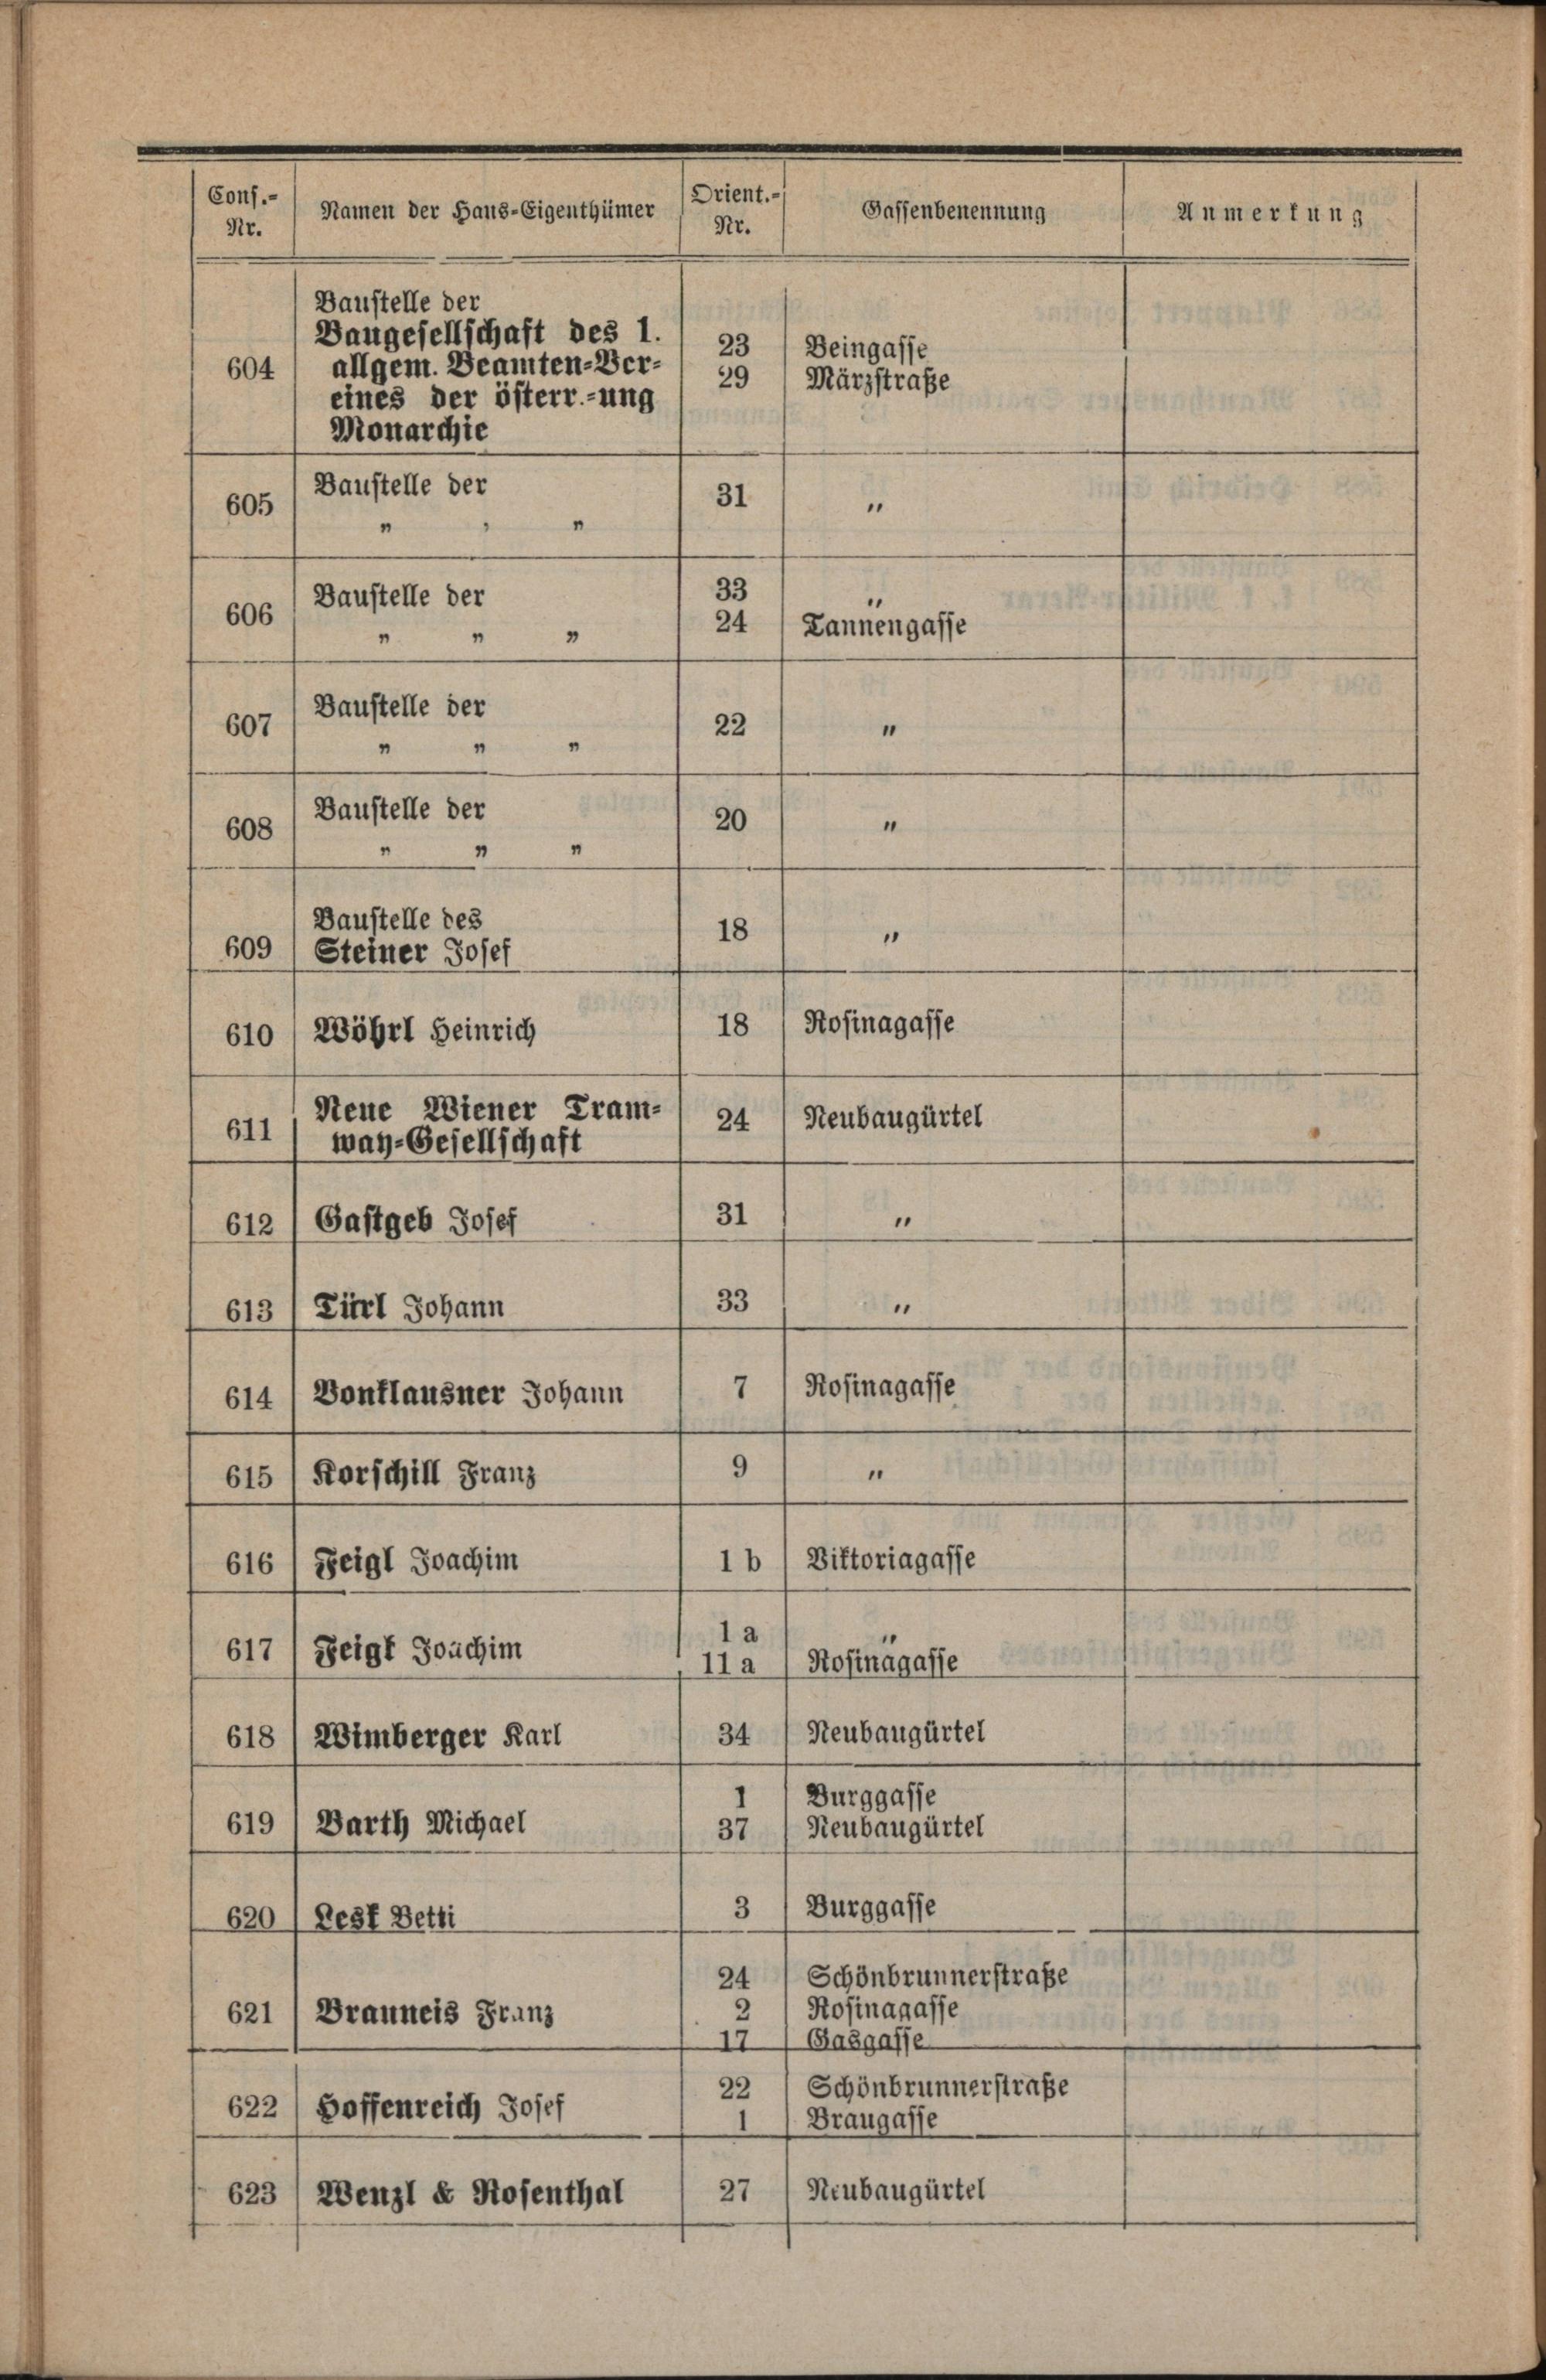 Cons.-Nr. Namen der Haus-Eigenthümer Orient.-Nr. Gassenbenennung Anmerkung
Baustelle der
Baugesellschaft des 1.
604 allgem. Beamten-Ver- 23 Beingasse
eines der österr.-ung 29 Märzstraße
Monarchie
605 Baustelle der 31 „
„ „ „
606 Baustelle der 33 „
„ „ „ 24 Tannengasse
607 Baustelle der 22 „
„ „ „
608 Baustelle der 20 „
„ „ „
Baustelle des 18 „
609 Steiner Josef
610 Wöhrl Heinrich 18 Rosinagasse
611 Neue Wiener Tram- 24 Neubaugürtel
way-Gesellschaft
612 Gastgeb Josef 31 „
613 Türl Johann 33 „
614 Vonklausner Johann 7 Rosinagasse
615 Korschill Franz 9 „
616 Feigl Joachim 1 b Viktoriagasse
617 Feigl Joachim 1 a „
11 a Rosinagasse
618 Wimberger Karl 34 Neubaugürtel
619 Barth Michael 1 Burggasse
37 Neubaugürtel
620 Lesk Betti 3 Burggasse
24 Schönbrunnerstraße
621 Brauneis Franz 2 Rosinagasse
17 Gasgasse
622 Hoffenreich Josef 22 Schönbrunnerstraße
1 Braugasse
623 Wenzl & Rosenthal 27 Neubaugürtel